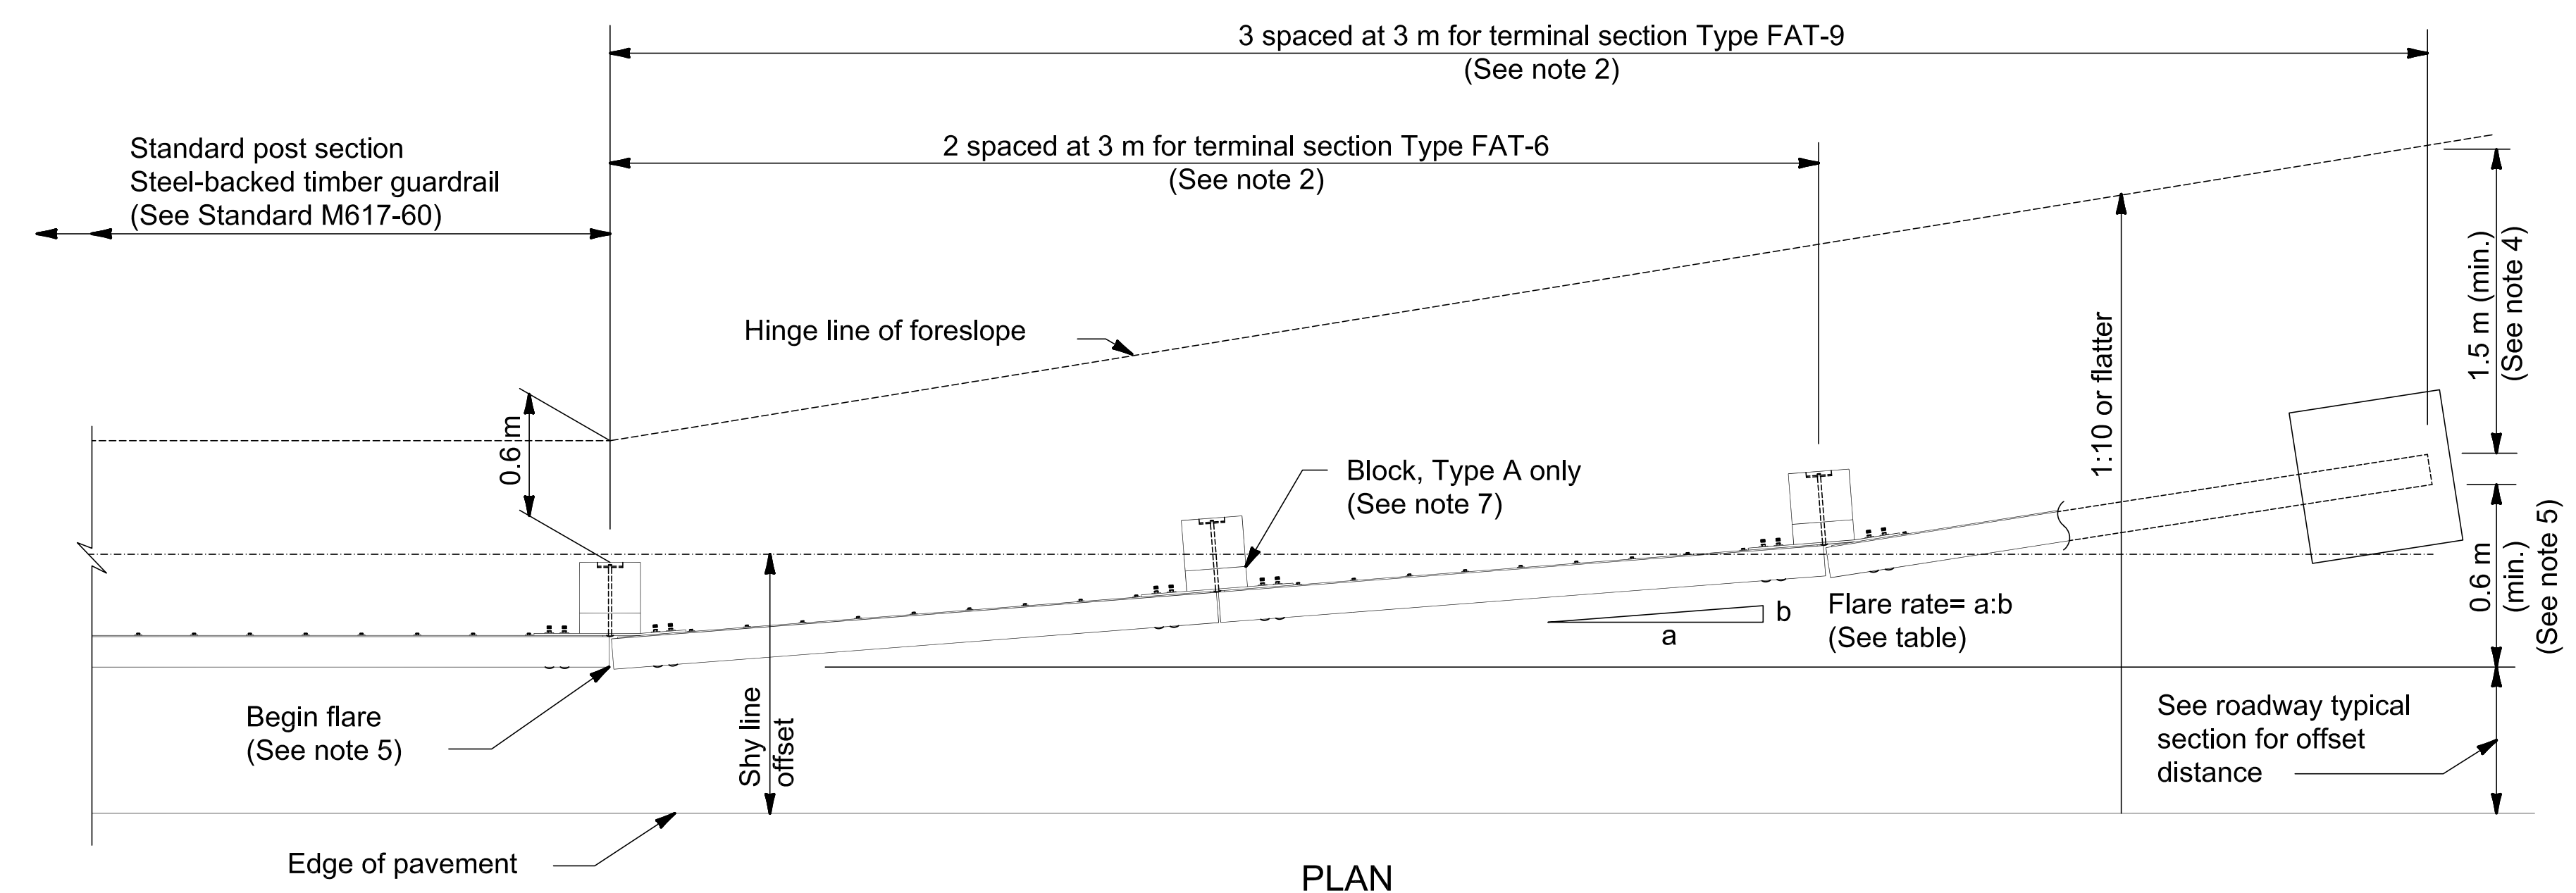 3 spaced at 3 m for terminal section Type FAT-9
(See note 2)
2 spaced at 3 m for terminal section Type FAT-6
(See note 2)
Standard post section
Steel-backed timber guardrail
(See Standard M617-60)
Hinge line of foreslope
0.6 m
Block, Type A only
(See note 7)
1:10 or flatter
1.5 m (min.)
(See note 4)
0.6 m
(min.)
(See note 5)
b
a
Flare rate= a:b
(See table)
Begin flare
(See note 5)
Shy line
offset
See roadway typical
section for offset
distance
Edge of pavement
PLAN